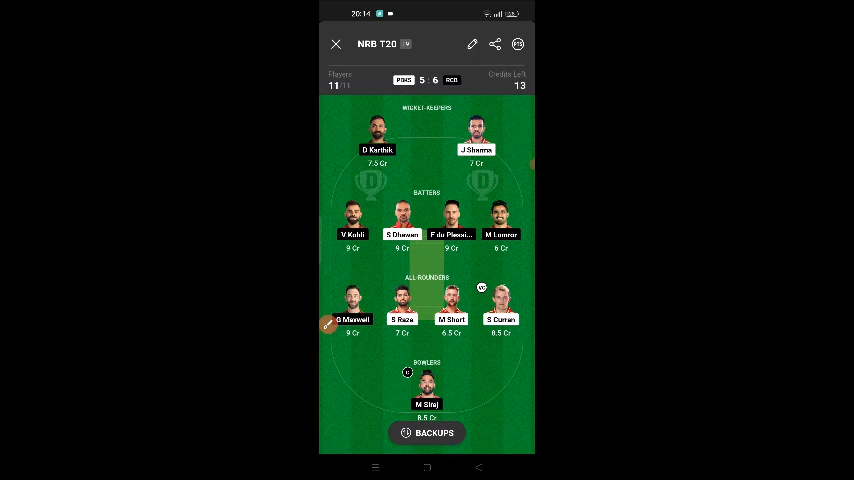 20:14
NRB T20
PTS
Players
Credits Left
11/11
PBKS 5 : 6 RCB
13
WICKET-KEEPERS
D Karthik
J Sharma
7.5 Cr
7 Cr
BATTERS
V Kohli
S Dhawan
F du Plessi...
M Lomror
9 Cr
9 Cr
9 Cr
6 Cr
ALL-ROUNDERS
VC
G Maxwell
S Raza
M Short
S Curran
9 Cr
7 Cr
6.5 Cr
8.5 Cr
BOWLERS
C
M Siraj
8.5 Cr
BACKUPS